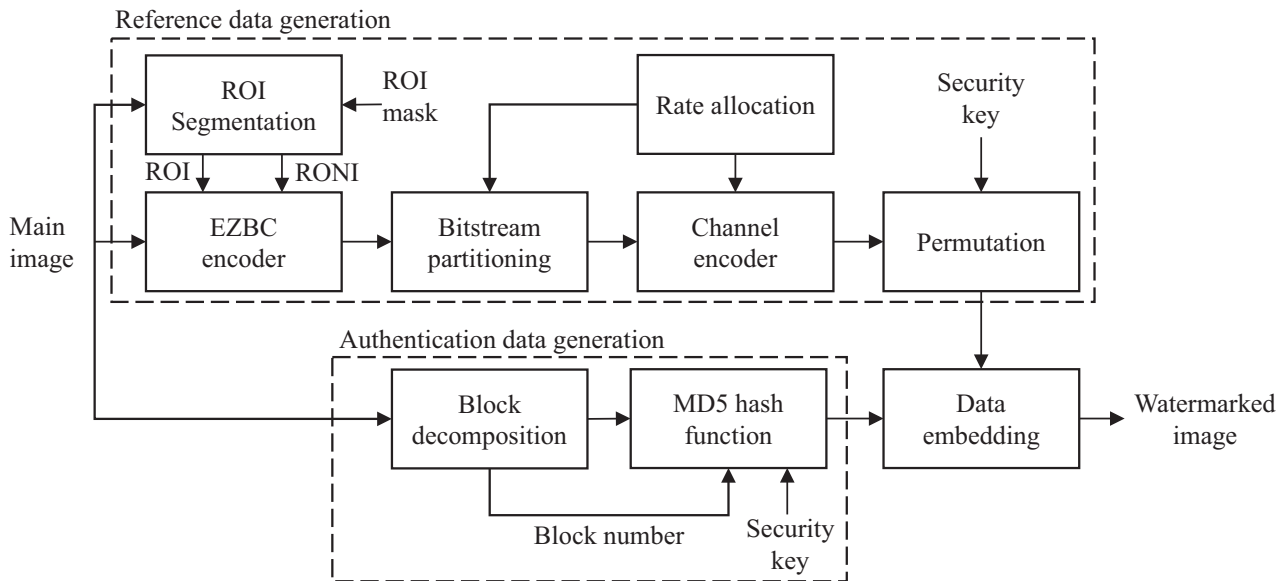 Reference data generation
ROI
Segmentation
ROI
mask
Rate allocation
Security
key
ROI
RONI
Main
image
EZBC
encoder
Bitstream
partitioning
Channel
encoder
Permutation
Authentication data generation
Block
decomposition
MD5 hash
function
Data
embedding
Watermarked
image
Block number
Security
key